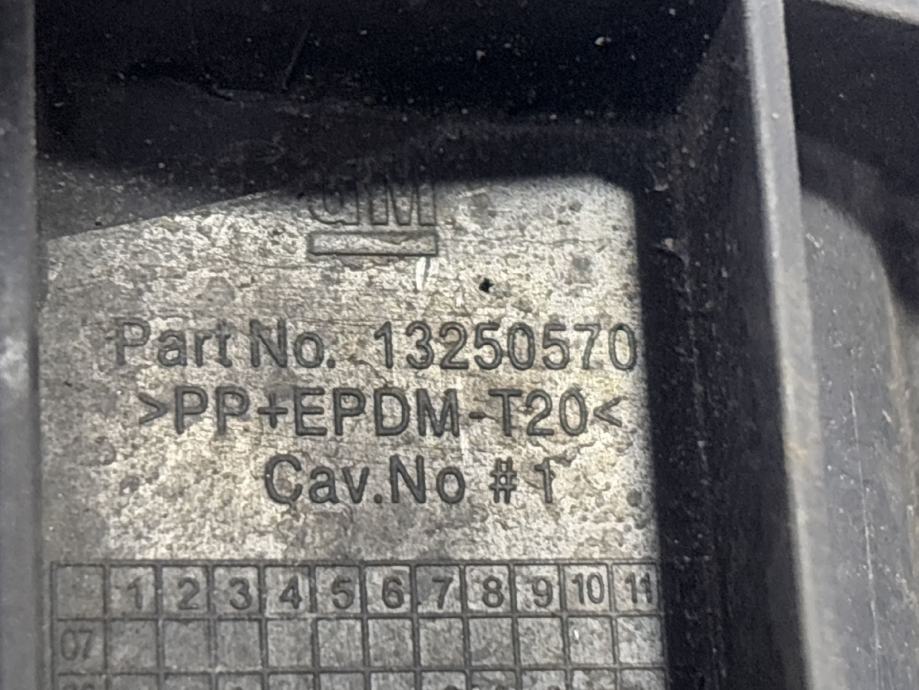 GM
Part No. 13250570
>PP+EPDM-T20<
Cav.No #1
1 2 3 4 5 6 7 8 9 10 11
07